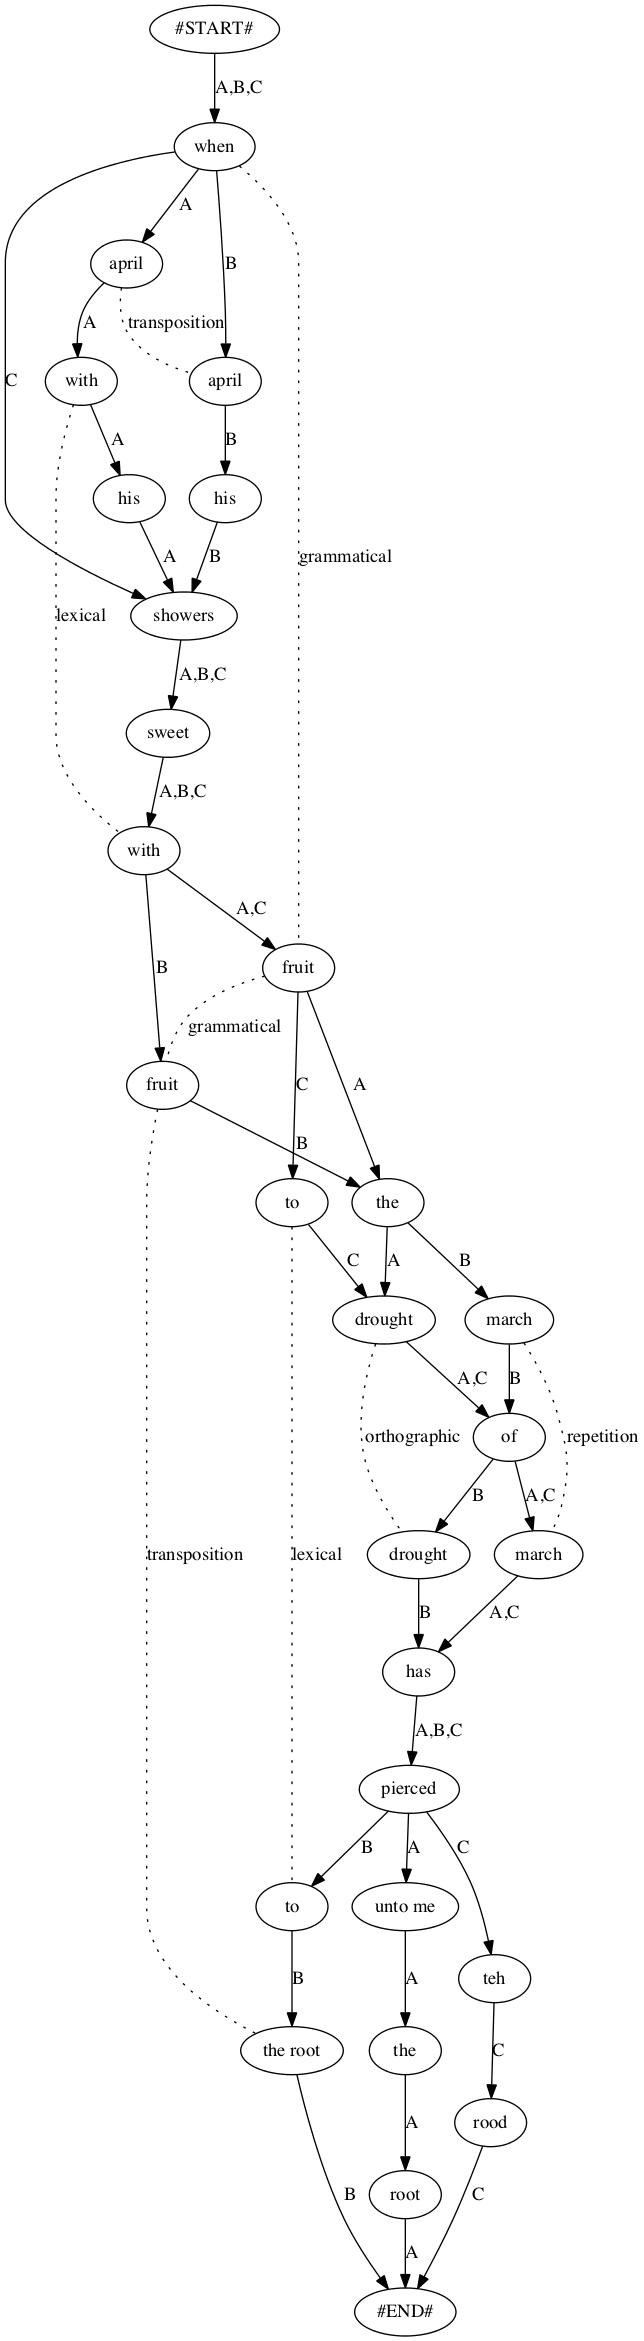 #START#
A,B,C
when
A
april
B
A
transposition
C
with
april
A
B
his
his
A
B
grammatical
showers
lexical
A,B,C
sweet
A,B,C
with
A,C
B
fruit
grammatical
fruit
C
A
B
to
the
C
A
B
drought
march
A,C
B
orthographic
of
repetition
B
A,C
transposition
lexical
drought
march
B
A,C
has
A,B,C
pierced
B
A
C
to
unto me
B
A
teh
the root
the
C
A
rood
B
root
C
A
#END#